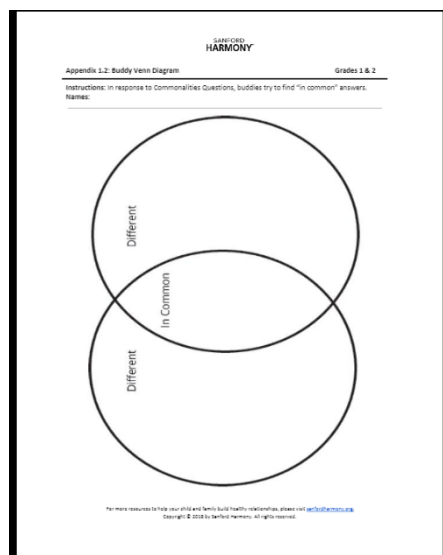 SANFORD
HARMONY
Appendix 1.2: Buddy Venn Diagram Grades 1 & 2
Instructions: In response to Commonalities Questions, buddies try to find "in common" answers.
Names:
Different
In Common
Different
For more resources to help your child and family build healthy relationships, please visit sanfordharmony.org.
Copyright © 2018 by Sanford Harmony. All rights reserved.